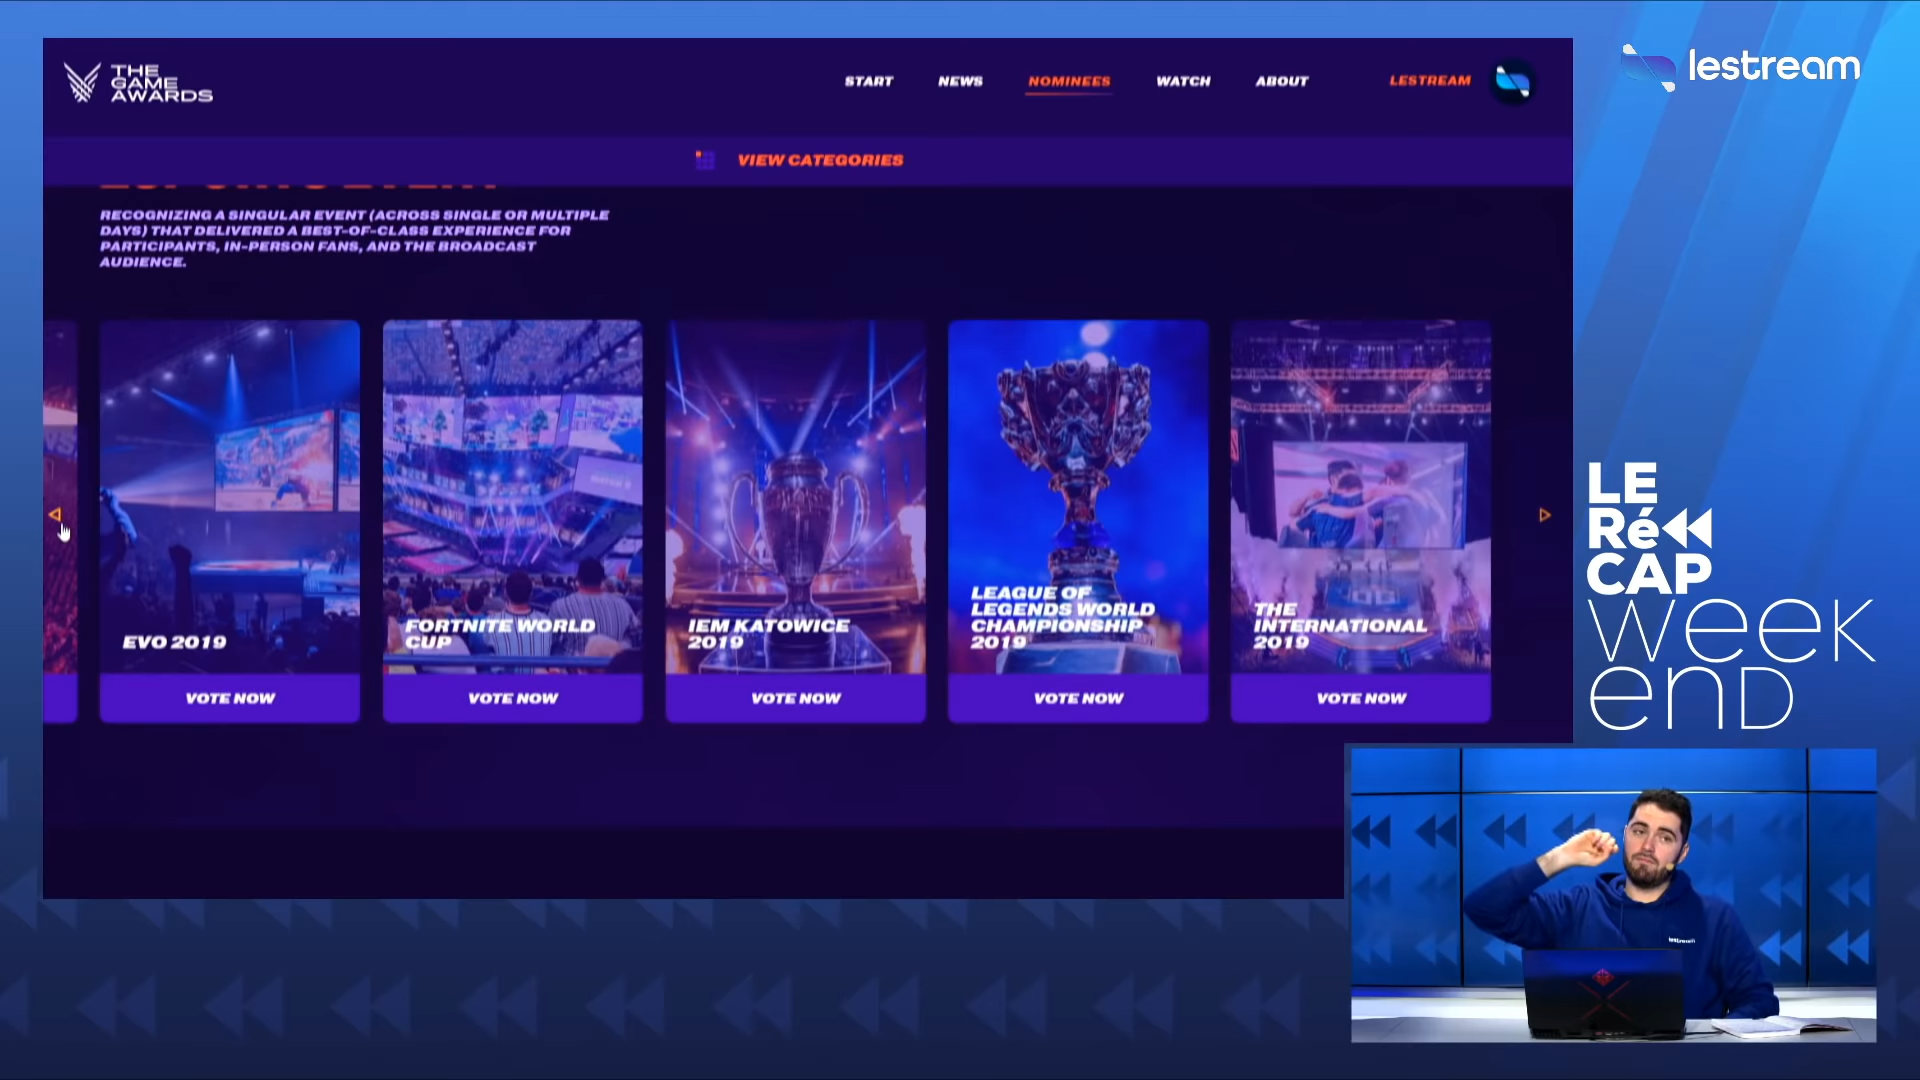 THE
GAME
AWARDS
START
NEWS
NOMINEES
WATCH
ABOUT
LESTREAM
lestream
VIEW CATEGORIES
RECOGNIZING A SINGULAR EVENT (ACROSS SINGLE OR MULTIPLE
DAYS) THAT DELIVERED A BEST-OF-CLASS EXPERIENCE FOR
PARTICIPANTS, IN-PERSON FANS, AND THE BROADCAST
AUDIENCE.
EVO 2019
VOTE NOW
FORTNITE WORLD
CUP
VOTE NOW
IEM KATOWICE
2019
VOTE NOW
LEAGUE OF
LEGENDS WORLD
CHAMPIONSHIP
2019
VOTE NOW
THE
INTERNATIONAL
2019
VOTE NOW
LE
Ré
CAP
week
end
lestream